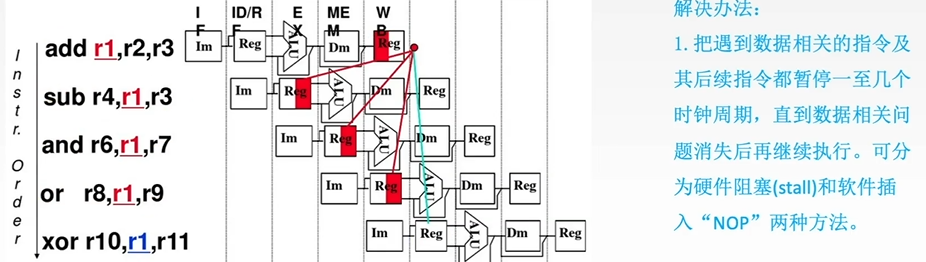 I
F
ID/R
F
E
X
ME
M
W
B
Instr. Order
add r1,r2,r3
Im
Reg
ALU
Dm
Reg
sub r4,r1,r3
Im
Reg
ALU
Dm
Reg
and r6,r1,r7
Im
Reg
ALU
Dm
Reg
or r8,r1,r9
Im
Reg
ALU
Dm
Reg
xor r10,r1,r11
Im
Reg
ALU
Dm
Reg
解决办法:
1. 把遇到数据相关的指令及
其后续指令都暂停一至几个
时钟周期，直到数据相关问
题消失后再继续执行。可分
为硬件阻塞(stall)和软件插
入“NOP”两种方法。